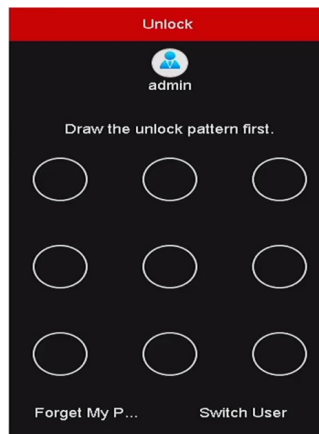 Unlock
admin
Draw the unlock pattern first.
Forget My P...
Switch User